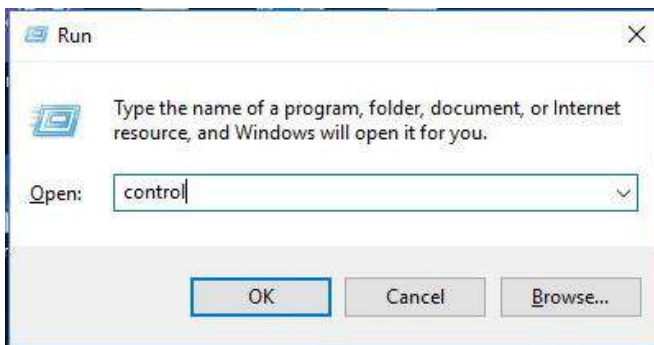 Run
Type the name of a program, folder, document, or Internet
resource, and Windows will open it for you.
Open: control
OK Cancel Browse...